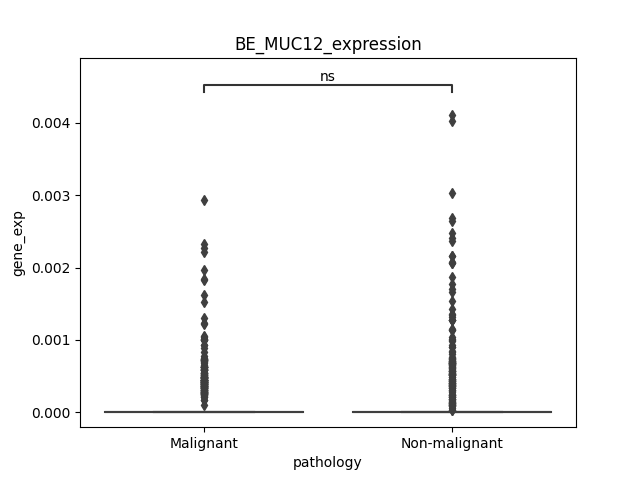 BE_MUC12_expression
ns
0.004
0.003
0.002
0.001
0.000
gene_exp
Malignant
Non-malignant
pathology